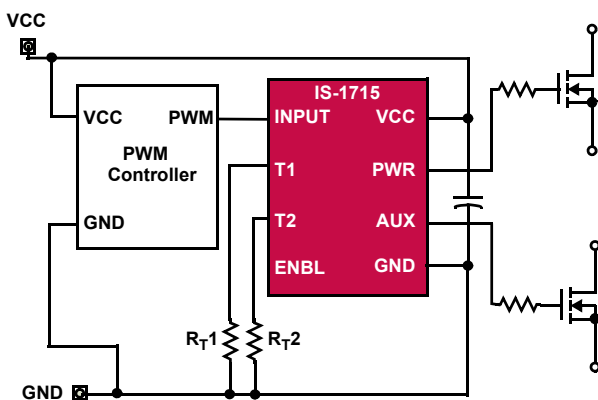 VCC
IS-1715
VCC PWM
INPUT VCC
PWM
Controller
T1 PWR
GND
T2 AUX
ENBL GND
RT1 RT2
GND